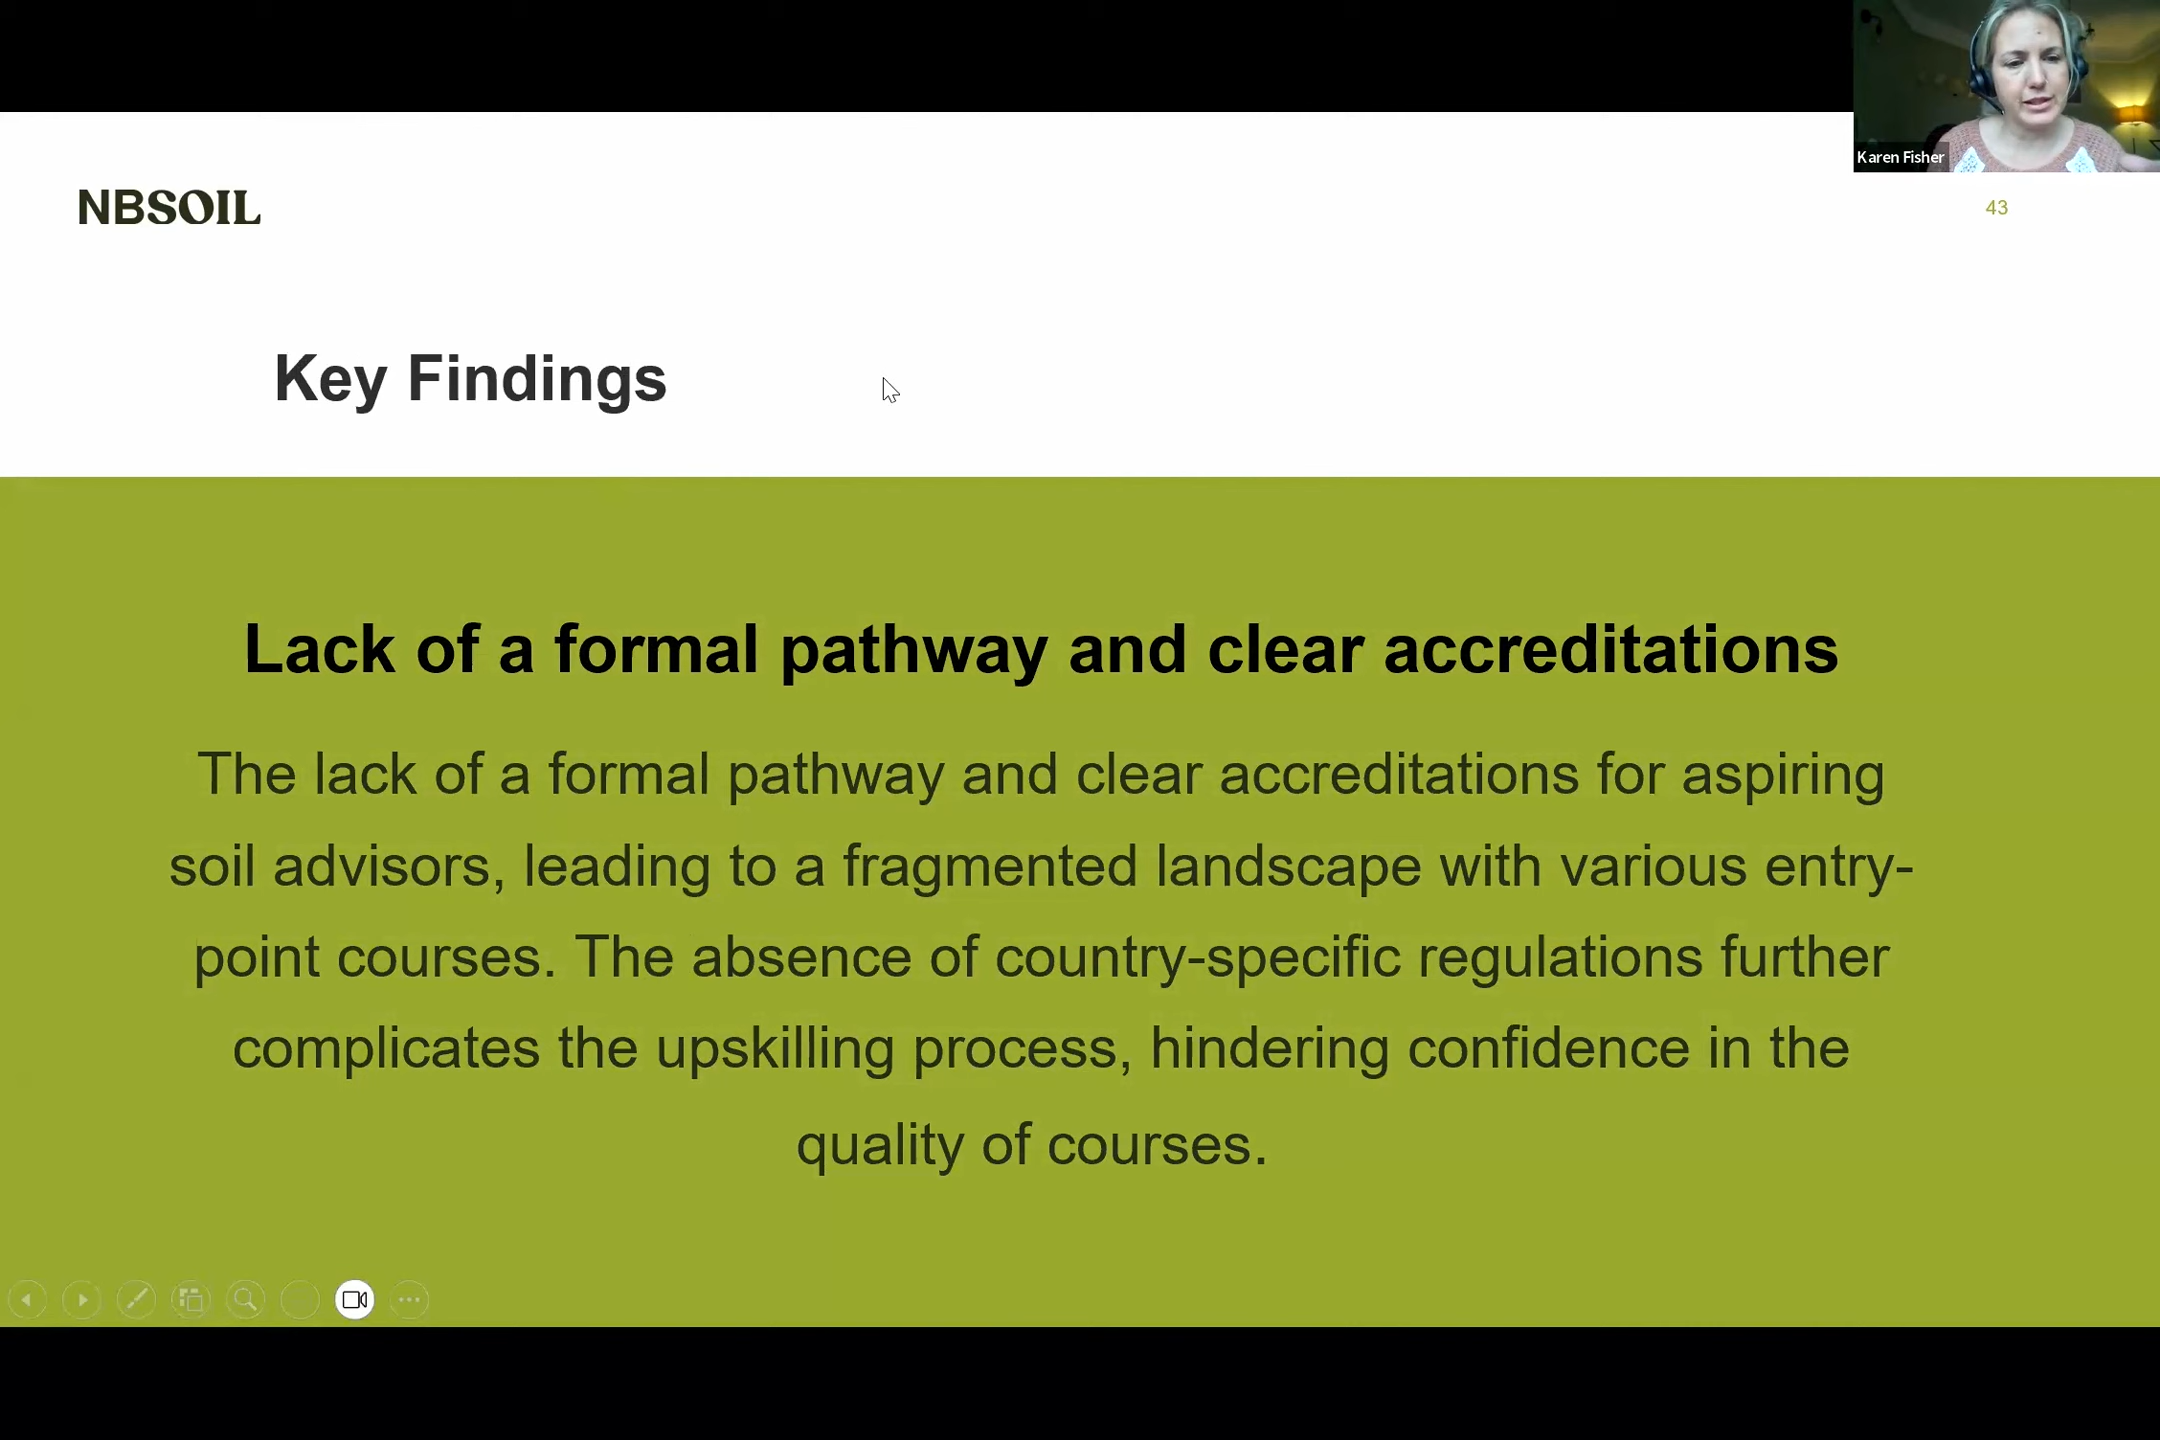 Karen Fisher
NBSOIL
43
Key Findings
Lack of a formal pathway and clear accreditations
The lack of a formal pathway and clear accreditations for aspiring
soil advisors, leading to a fragmented landscape with various entry-
point courses. The absence of country-specific regulations further
complicates the upskilling process, hindering confidence in the
quality of courses.